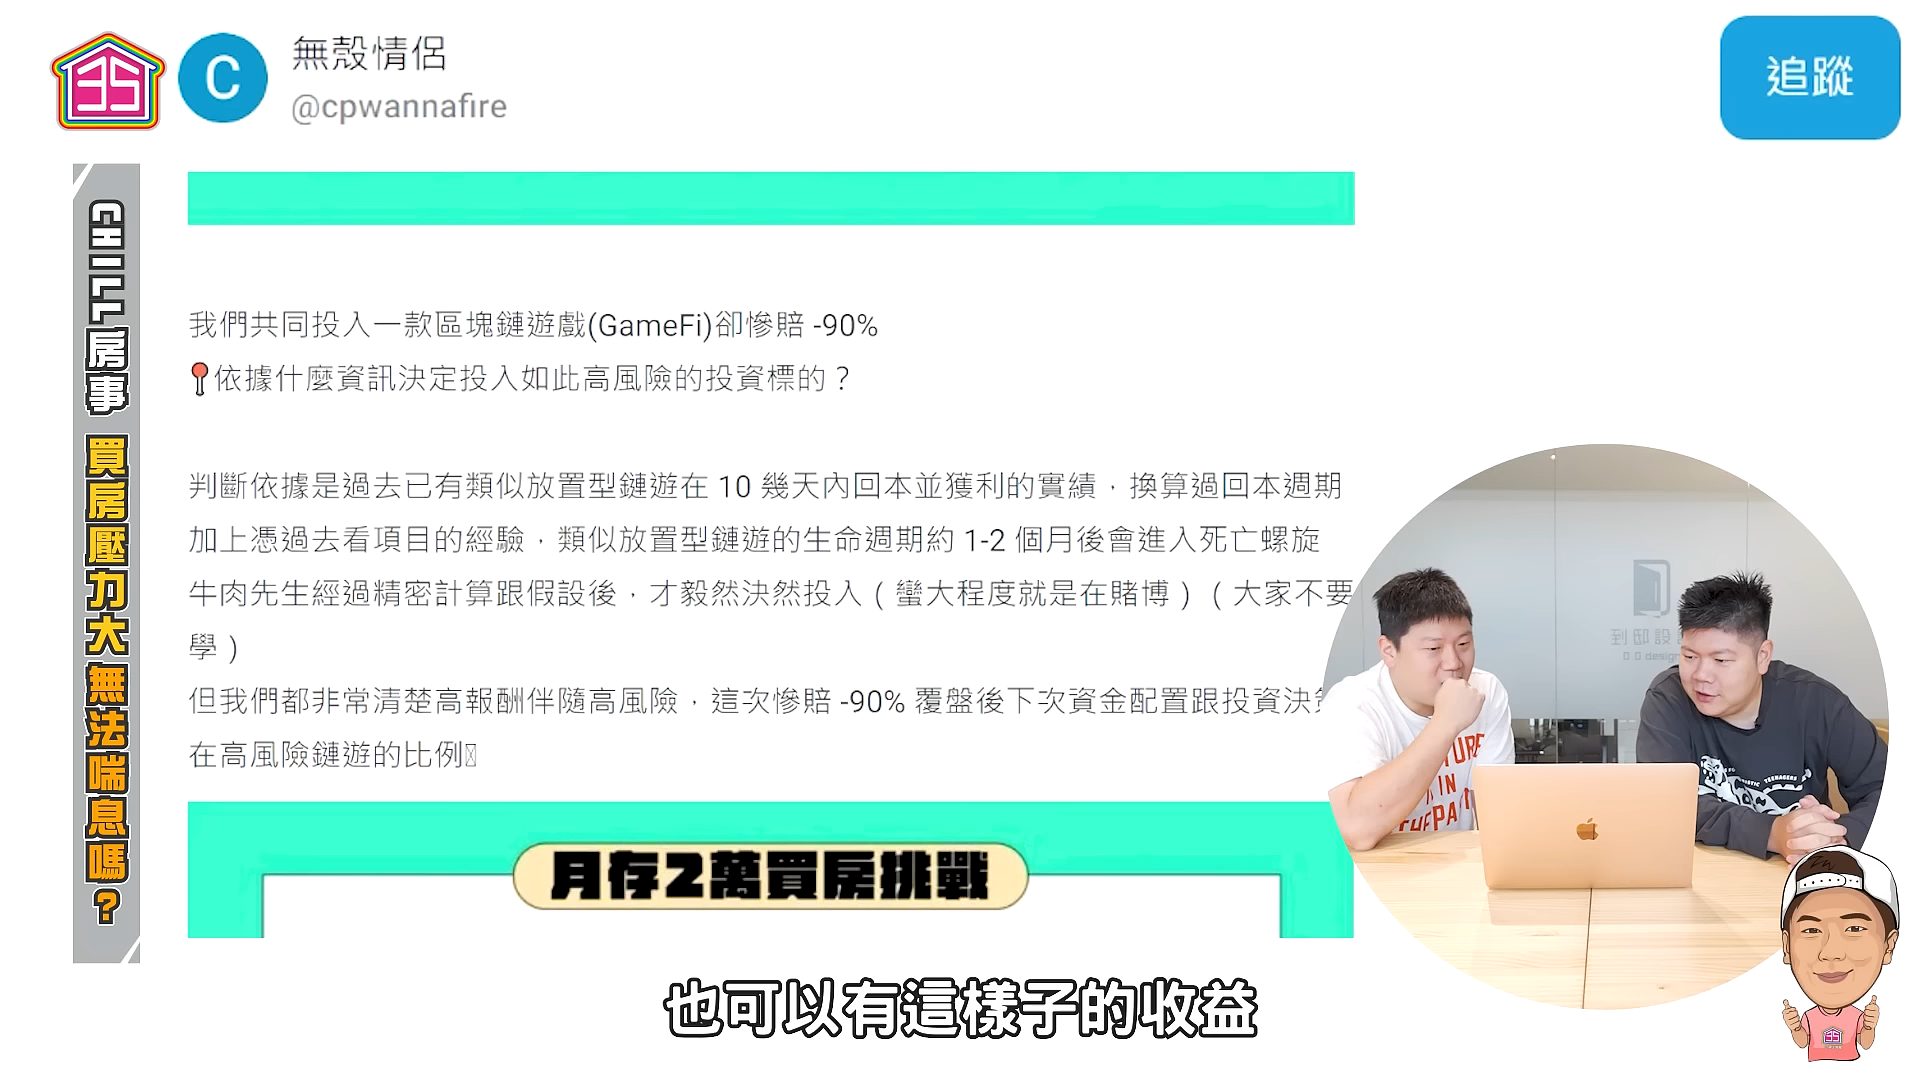 35
C
無殼情侶
@cpwannafire
追蹤
CHILL房事 買房壓力大無法喘息嗎？
我們共同投入一款區塊鏈遊戲(GameFi)卻慘賠 -90%
📍依據什麼資訊決定投入如此高風險的投資標的？
判斷依據是過去已有類似放置型鏈遊在 10 幾天內回本並獲利的實績，換算過回本週期
加上憑過去看項目的經驗，類似放置型鏈遊的生命週期約 1-2 個月後會進入死亡螺旋
牛肉先生經過精密計算跟假設後，才毅然決然投入（蠻大程度就是在賭博）（大家不要
學）
但我們都非常清楚高報酬伴隨高風險，這次慘賠 -90% 覆盤後下次資金配置跟投資決
在高風險鏈遊的比例
到邸設
design
URE
IN
TEENAGERS
月存2萬買房挑戰
也可以有這樣子的收益